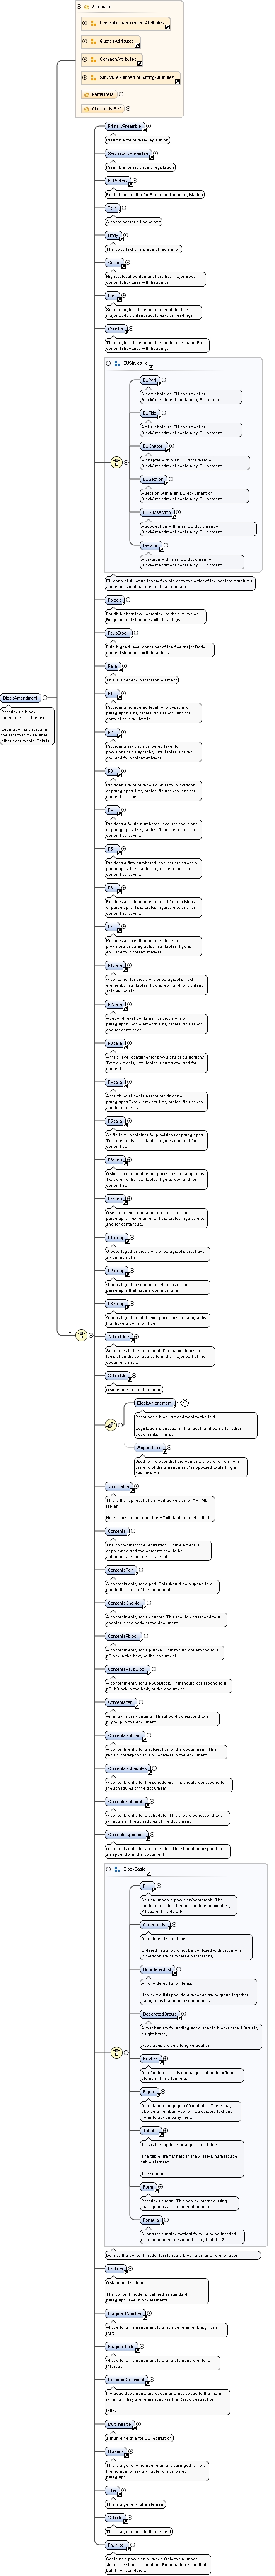 Attributes
LegislationAmendmentAttributes
QuotesAttributes
CommonAttributes
StructureNumberFormattingAttributes
PartialRefs
CitationListRef
PrimaryPreamble
Preamble for primary legislation
SecondaryPreamble
Preamble for secondary legislation
EUPrelims
Preliminary matter for European Union legislation
Text
A container for a line of text
Body
The body text of a piece of legislation
Group
Highest level container of the five major Body
content structures with headings
Part
Second highest level container of the five
major Body content structures with headings
Chapter
Third highest level container of the five major Body
content structures with headings
EUStructure
EUPart
A part within an EU document or
BlockAmendment containing EU content
EUTitle
A title within an EU document or
BlockAmendment containing EU content
EUChapter
A chapter within an EU document or
BlockAmendment containing EU content
EUSection
A section within an EU document or
BlockAmendment containing EU content
EUSubsection
A sub-section within an EU document or
BlockAmendment containing EU content
Division
A division within an EU document or
BlockAmendment containing EU content
EU content structure is very flexible as to the order of the content structures
and each structural element can contain...
Pblock
Fourth highest level container of the five major
Body content structures with headings
PsubBlock
Fifth highest level container of the five major
Body content structures with headings
Para
This is a generic paragraph element
BlockAmendment
Describes a block
amendment to the text.
Legislation is unusual in
the fact that it can alter
other documents. This is...
P1
Provides a numbered level for provisions
or paragraphs, lists, tables, figures etc. and for
content at lower levels...
P2
Provides a second numbered level for
provisions or paragraphs, lists, tables, figures
etc. and for content at lower...
P3
Provides a third numbered level for provisions
or paragraphs, lists, tables, figures etc. and for
content at lower...
P4
Provides a fourth numbered level for provisions
or paragraphs, lists, tables, figures etc. and for
content at lower...
P5
Provides a fifth numbered level for provisions or
paragraphs, lists, tables, figures etc. and for
content at lower...
P6
Provides a sixth numbered level for provisions
or paragraphs, lists, tables, figures etc. and for
content at lower...
P7
Provides a seventh numbered level for
provisions or paragraphs, lists, tables, figures
etc. and for content at lower...
P1para
A container for provisions or paragraphs Text
elements, lists, tables, figures etc. and for content
at lower levels
P2para
A second level container for provisions or
paragraphs Text elements, lists, tables, figures etc.
and for content at...
P3para
A third level container for provisions or paragraphs
Text elements, lists, tables, figures etc. and for
content at...
P4para
A fourth level container for provisions or
paragraphs Text elements, lists, tables, figures etc.
and for content at...
P5para
A fifth level container for provisions or paragraphs
Text elements, lists, tables, figures etc. and for
content at...
P6para
A sixth level container for provisions or paragraphs
Text elements, lists, tables, figures etc. and for
content at...
P7para
A seventh level container for provisions or
paragraphs Text elements, lists, tables, figures etc.
and for content at...
P1group
Groups together provisions or paragraphs that have
a common title
P2group
Groups together second level provisions or
paragraphs that have a common title
P3group
Groups together third level provisions or paragraphs
that have a common title
1..∞
Schedules
Schedules to the document. For many pieces of
legislation the schedules form the major part of the
document and...
Schedule
A schedule to the document
BlockAmendment
Describes a block amendment to the text.
Legislation is unusual in the fact that it can alter other
documents. This is...
AppendText
Used to indicate that the contents should run on from
the end of the amendment (as opposed to starting a
new line if a...
xhtml:table
This is the top level of a modified version of XHTML
tables
Note: A restriction from the HTML table model is that...
Contents
The contents for the legislation. This element is
deprecated and the contents should be
autogenerated for new material....
ContentsPart
A contents entry for a part. This should correspond to a
part in the body of the document
ContentsChapter
A contents entry for a chapter. This should correspond to a
chapter in the body of the document
ContentsPblock
A contents entry for a pBlock. This should correspond to a
pBlock in the body of the document
ContentsPsubBlock
A contents entry for a pSubBlock. This should correspond to a
pSubBlock in the body of the document
ContentsItem
An entry in the contents. This should correspond to a
p1group in the document
ContentsSubItem
A contents entry for a subsection of the document. This
should correspond to a p2 or lower in the document
ContentsSchedules
A contents entry for the schedules. This should correspond to
the schedules of the document
ContentsSchedule
A contents entry for a schedule. This should correspond to a
schedule in the schedules of the document
ContentsAppendix
A contents entry for an appendix. This should correspond to
an appendix in the document
BlockBasic
P
An unnumbered provision/paragraph. The
model forces text before structure to avoid e.g.
P1 straight inside a P
OrderedList
An ordered list of items.
Ordered lists should not be confused with provisions.
Provisions are numbered paragraphs,...
UnorderedList
An unordered list of items.
Unordered lists provide a mechanism to group together
paragraphs that form a semantic list...
DecoratedGroup
A mechanism for adding accolades to blocks of text (usually
a right brace)
Accolades are very long vertical or...
KeyList
A definition list. It is normally used in the Where
element if in a formula.
Figure
A container for graphic(s) material. There may
also be a number, caption, associated text and
notes to accompany the...
Tabular
This is the top level wrapper for a table
The table itself is held in the XHTML namespace
table element.
The schema...
Form
Describes a form. This can be created using
markup or as an included document
Formula
Allows for a mathematical formula to be inserted
with the content described using MathML2.
Defines the content model for standard block elements, e.g. chapter
ListItem
A standard list item.
The content model is defined as standard
paragraph level block elements
FragmentNumber
Allows for an amendment to a number element, e.g. for a
Part
FragmentTitle
Allows for an amendment to a title element, e.g. for a
P1group
IncludedDocument
Included documents are documents not coded to the main
schema. They are referenced via the Resources section.
Inline...
MultilineTitle
a multi-line title for EU legislation
Number
This is a generic number element designed to hold
the number of say a chapter or numbered
paragraph
Title
This is a generic title element
Subtitle
This is a generic subtitle element
Pnumber
Contains a provision number. Only the number
should be stored as content. Punctuation is implied
but if non-standard...